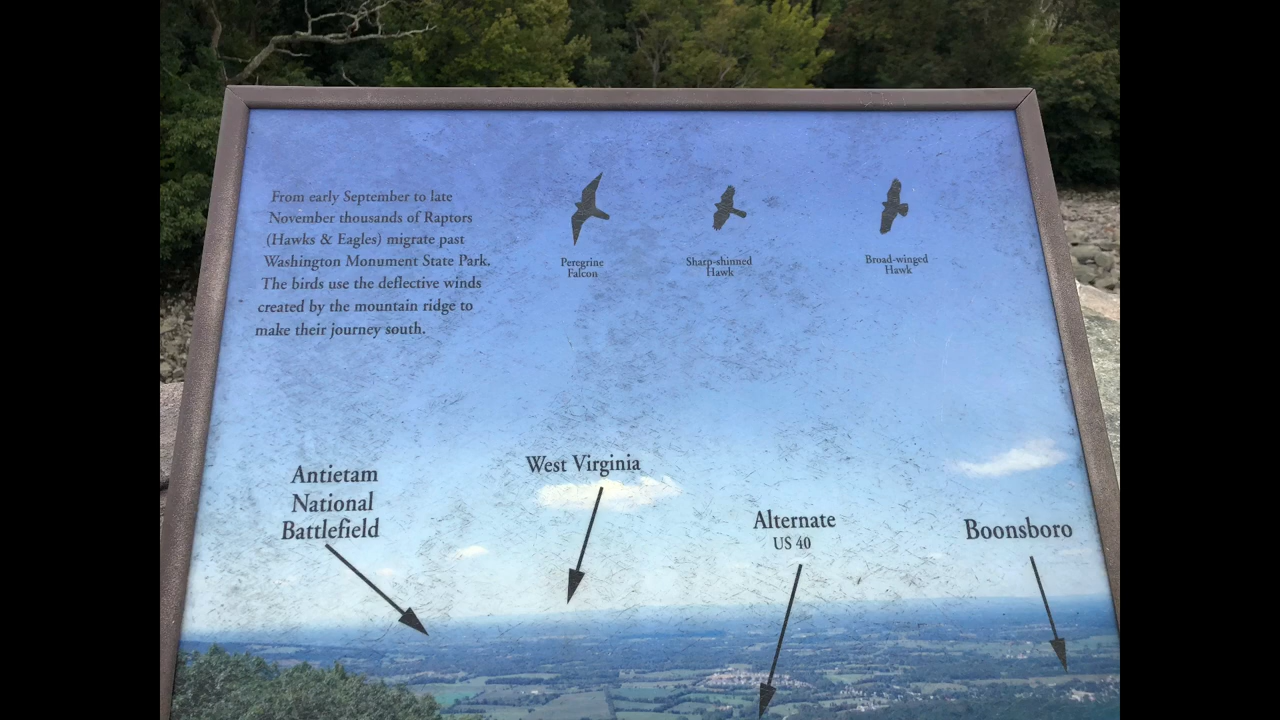 From early September to late
November thousands of Raptors
(Hawks & Eagles) migrate past
Washington Monument State Park.
The birds use the deflective winds
created by the mountain ridge to
make their journey south.
Peregrine
Falcon
Sharp-shinned
Hawk
Broad-winged
Hawk
Antietam
National
Battlefield
West Virginia
Alternate
US 40
Boonsboro